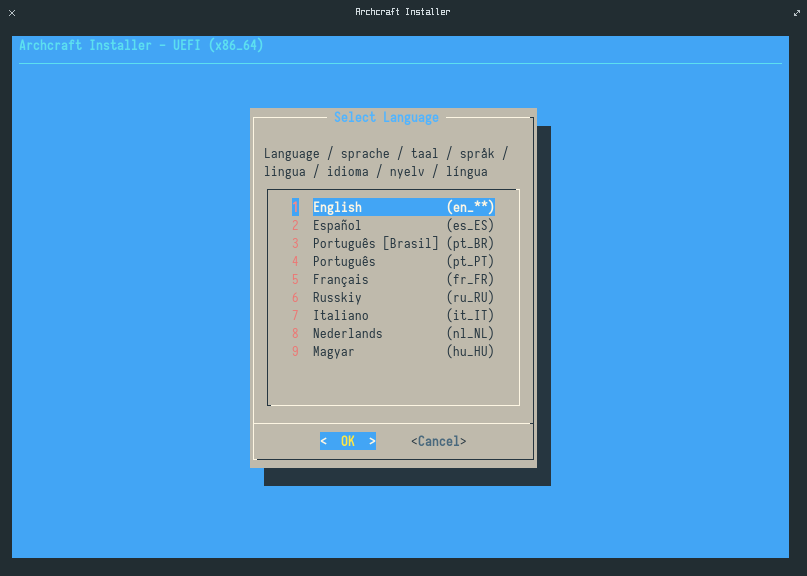 Archcraft Installer
Archcraft Installer - UEFI (x86_64)
Select Language
Language / sprache / taal / språk /
lingua / idioma / nyelv / língua
1 English (en_**)
2 Español (es_ES)
3 Português [Brasil] (pt_BR)
4 Português (pt_PT)
5 Français (fr_FR)
6 Russkiy (ru_RU)
7 Italiano (it_IT)
8 Nederlands (nl_NL)
9 Magyar (hu_HU)
< OK > <Cancel>